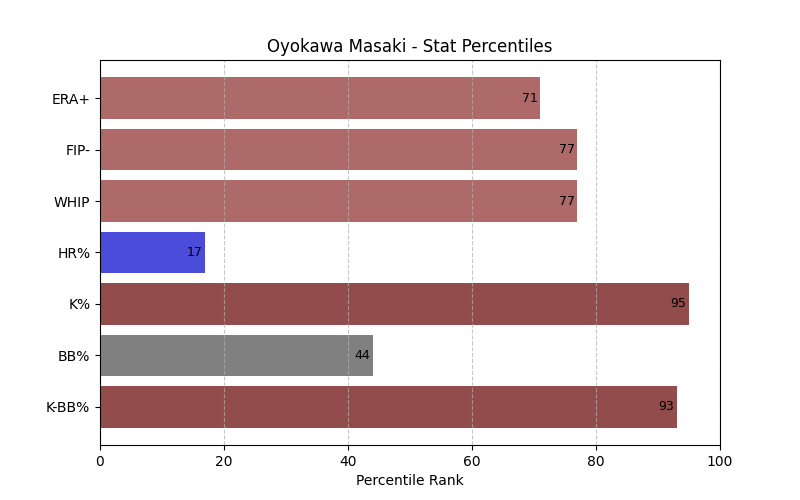 Oyokawa Masaki - Stat Percentiles
ERA+ 71
FIP- 77
WHIP 77
HR% 17
K% 95
BB% 44
K-BB% 93
0 20 40 60 80 100
Percentile Rank